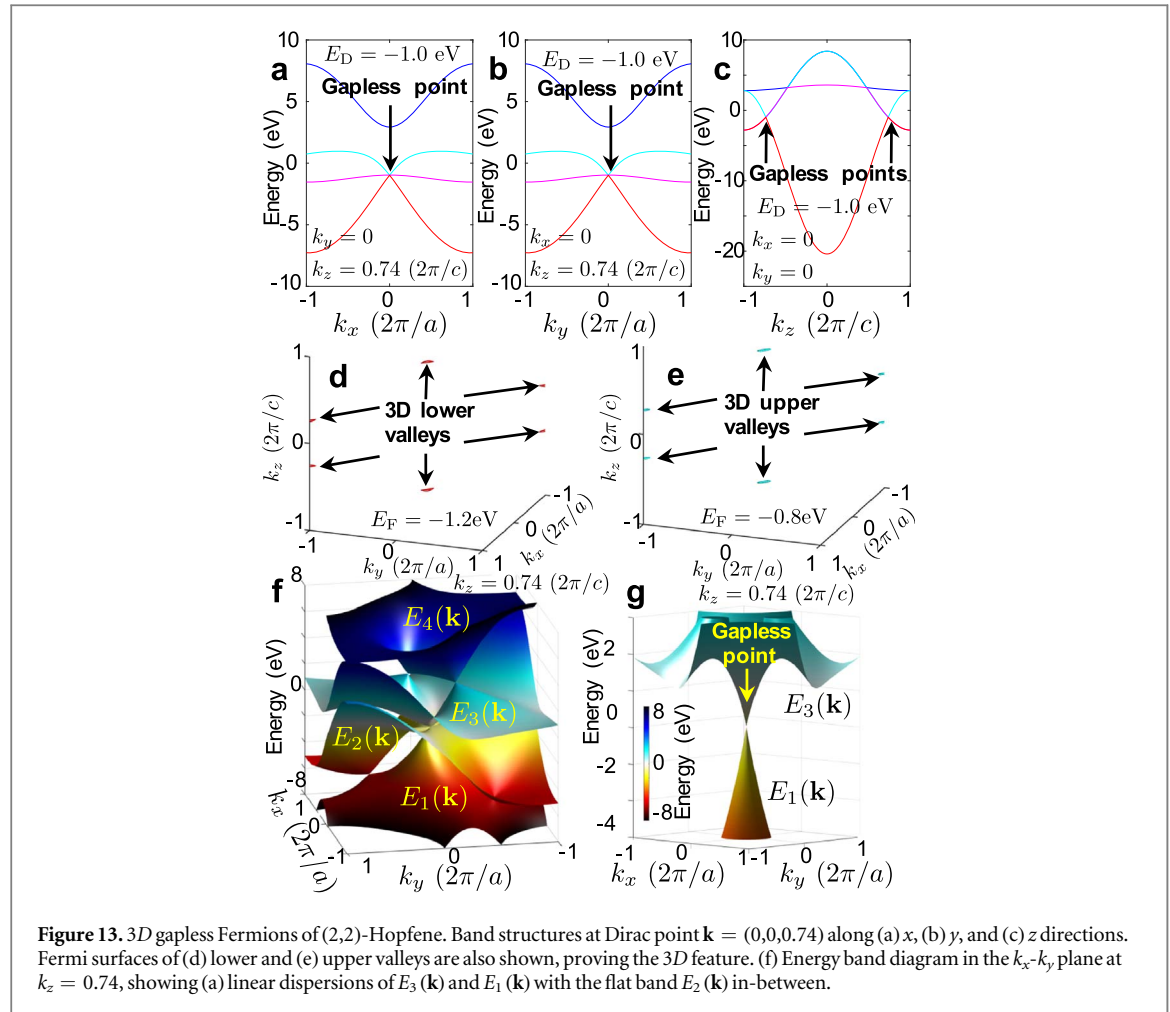 a
E_D = −1.0 eV
Gapless point
Energy (eV)
10
5
0
-5
-10
k_y = 0
k_z = 0.74 (2π/c)
-1
0
1
k_x (2π/a)
b
E_D = −1.0 eV
Gapless point
Energy (eV)
10
5
0
-5
-10
k_x = 0
k_z = 0.74 (2π/c)
-1
0
1
k_y (2π/a)
c
Energy (eV)
10
0
-10
-20
Gapless points
E_D = −1.0 eV
k_x = 0
k_y = 0
-1
0
1
k_z (2π/c)
d
1
0
-1
k_z (2π/c)
3D lower
valleys
E_F = −1.2eV
-1
0
1
k_y (2π/a)
1
0
-1
k_x (2π/a)
e
1
0
-1
k_z (2π/c)
3D upper
valleys
E_F = −0.8eV
-1
0
1
k_y (2π/a)
1
0
-1
k_x (2π/a)
f
k_z = 0.74 (2π/c)
8
0
-8
Energy (eV)
E_4(k)
E_3(k)
E_2(k)
E_1(k)
k_x (2π/a)
1
0
1
0
-1
k_y (2π/a)
g
k_z = 0.74 (2π/c)
Gapless
point
2
0
-2
-4
Energy (eV)
E_3(k)
E_1(k)
8
0
-8
Energy (eV)
-1
0
1
k_x (2π/a)
-1
0
1
k_y (2π/a)
Figure 13. 3D gapless Fermions of (2,2)-Hopfene. Band structures at Dirac point k = (0,0,0.74) along (a) x, (b) y, and (c) z directions.
Fermi surfaces of (d) lower and (e) upper valleys are also shown, proving the 3D feature. (f) Energy band diagram in the k_x-k_y plane at
k_z = 0.74, showing (a) linear dispersions of E_3 (k) and E_1 (k) with the flat band E_2 (k) in-between.